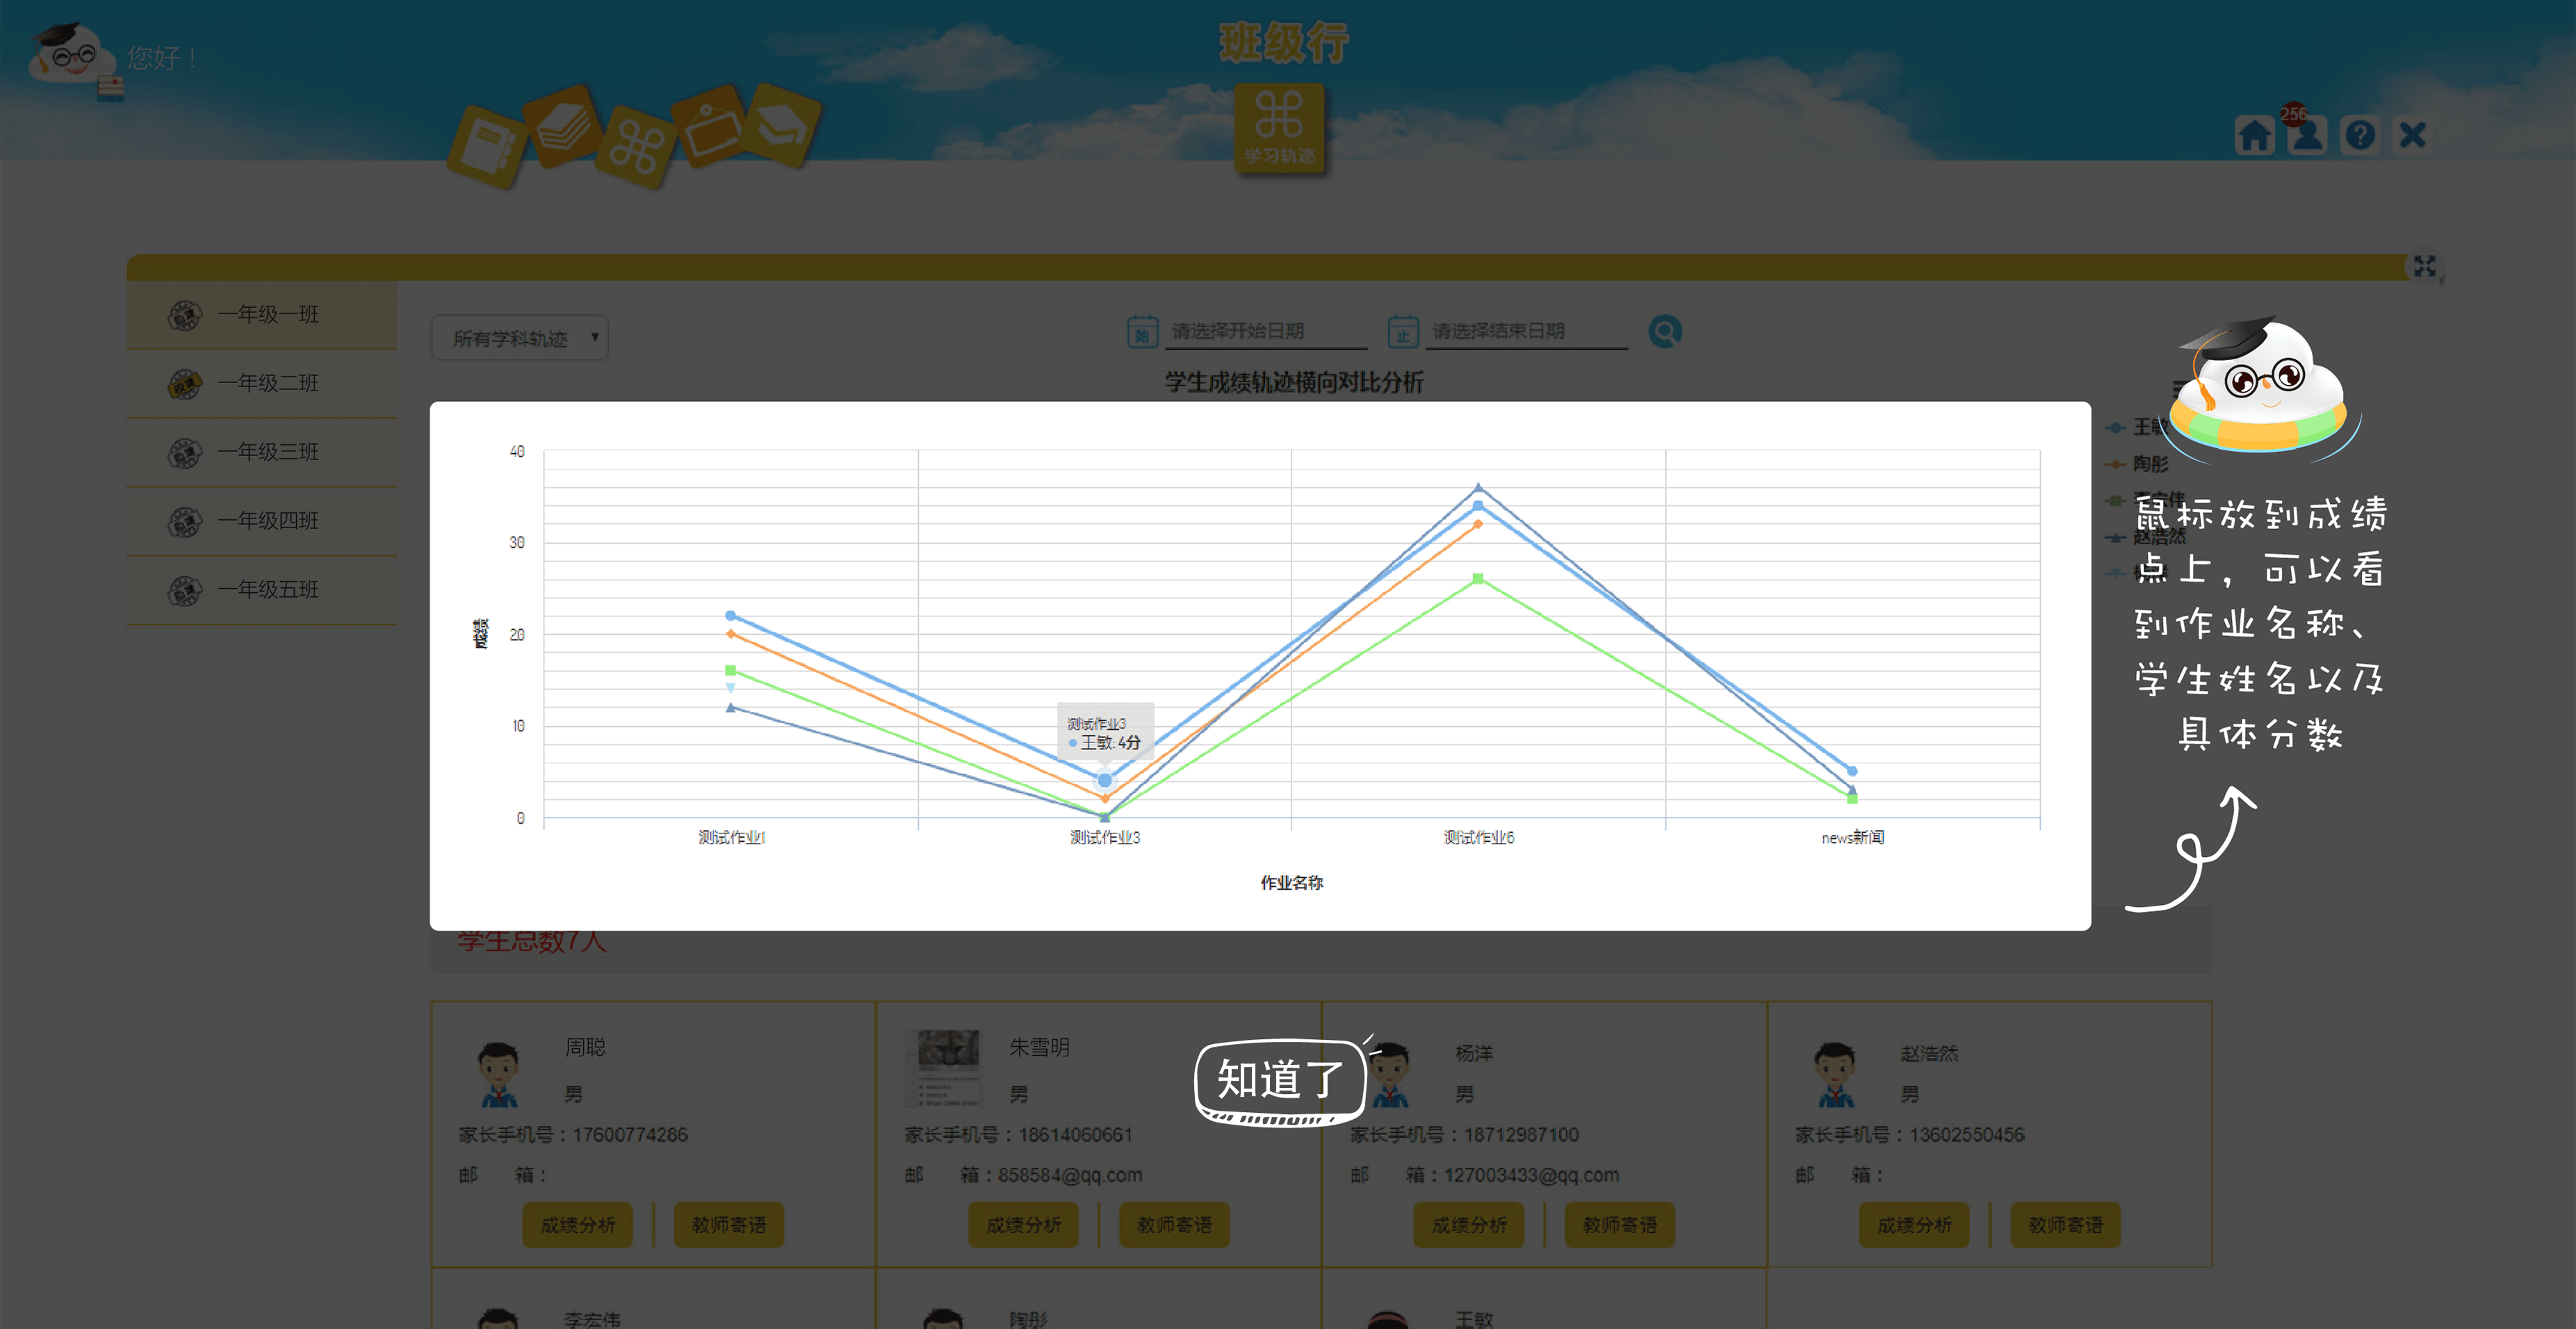 您好！
班级行
学习轨迹
256
一年级一班
一年级二班
一年级三班
一年级四班
一年级五班
所有学科轨迹
始 请选择开始日期
止 请选择结束日期
学生成绩轨迹横向对比分析
王敏
陶彤
赵浩然
鼠标放到成绩
点上，可以看
到作业名称、
学生姓名以及
具体分数
40
30
20
10
0
成绩
测试作业3
王敏: 4分
测试作业1
测试作业3
测试作业6
news新闻
作业名称
学生总数7人
周聪
男
家长手机号：17600774286
邮 箱：
成绩分析
教师寄语
朱雪明
男
家长手机号：18614060661
邮 箱：858584@qq.com
成绩分析
教师寄语
杨洋
男
家长手机号：18712987100
邮 箱：127003433@qq.com
成绩分析
教师寄语
赵浩然
男
家长手机号：13602550456
邮 箱：
成绩分析
教师寄语
知道了
李宏伟
陶彤
王敏